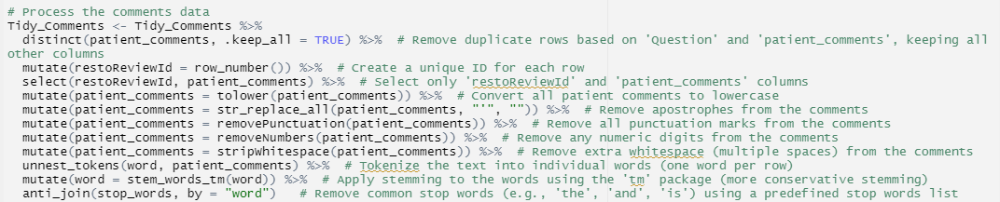 # Process the comments data
Tidy_Comments <- Tidy_Comments %>%
  distinct(patient_comments, .keep_all = TRUE) %>%  # Remove duplicate rows based on 'Question' and 'patient_comments', keeping all
other columns
  mutate(restoReviewId = row_number()) %>%  # Create a unique ID for each row
  select(restoReviewId, patient_comments) %>%  # Select only 'restoReviewId' and 'patient_comments' columns
  mutate(patient_comments = tolower(patient_comments)) %>%  # Convert all patient comments to lowercase
  mutate(patient_comments = str_replace_all(patient_comments, "'", "")) %>%  # Remove apostrophes from the comments
  mutate(patient_comments = removePunctuation(patient_comments)) %>%  # Remove all punctuation marks from the comments
  mutate(patient_comments = removeNumbers(patient_comments)) %>%  # Remove any numeric digits from the comments
  mutate(patient_comments = stripWhitespace(patient_comments)) %>%  # Remove extra whitespace (multiple spaces) from the comments
  unnest_tokens(word, patient_comments) %>%  # Tokenize the text into individual words (one word per row)
  mutate(word = stem_words_tm(word)) %>%  # Apply stemming to the words using the 'tm' package (more conservative stemming)
  anti_join(stop_words, by = "word")   # Remove common stop words (e.g., 'the', 'and', 'is') using a predefined stop words list